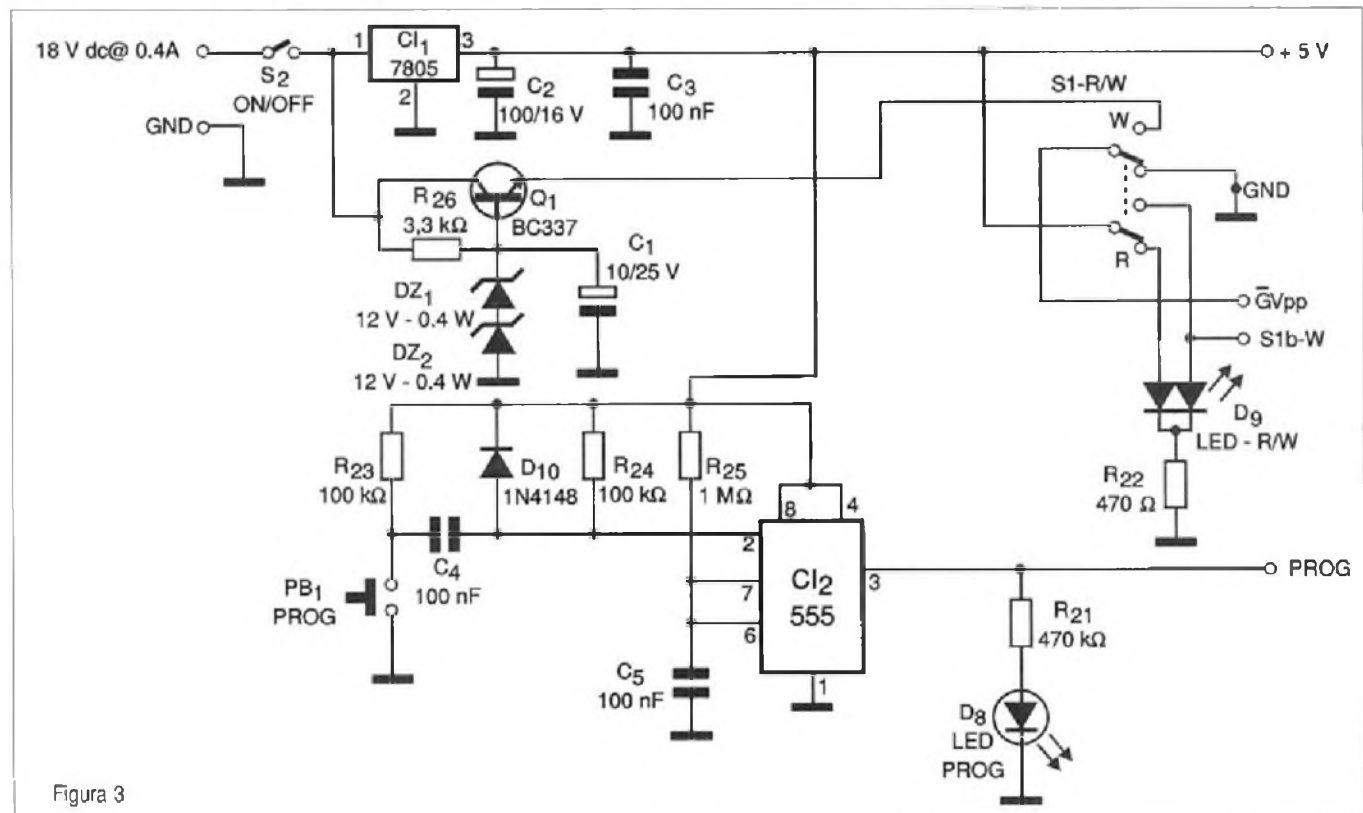 18 V dc@ 0.4A
S2
ON/OFF
GND
1
CI1
7805
3
2
C2
100/16 V
C3
100 nF
+ 5 V
S1-R/W
W
GND
R
G̅Vpp
S1b-W
R26
3,3 kΩ
Q1
BC337
C1
10/25 V
DZ1
12 V - 0.4 W
DZ2
12 V - 0.4 W
D9
LED - R/W
R22
470 Ω
R23
100 kΩ
D10
1N4148
R24
100 kΩ
R25
1 MΩ
C4
100 nF
PB1
PROG
8
4
2
7
6
CI2
555
3
1
C5
100 nF
PROG
R21
470 kΩ
D8
LED
PROG
Figura 3